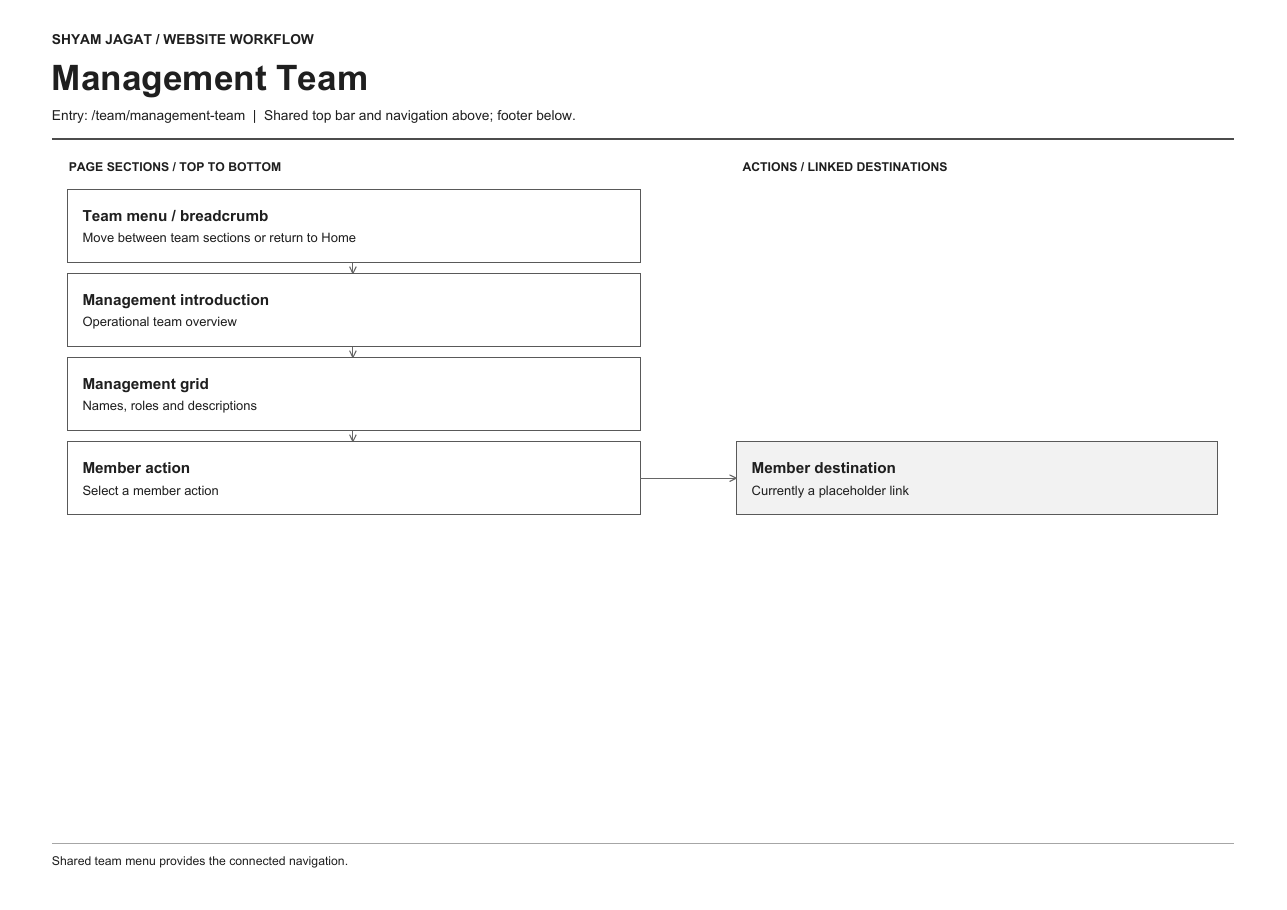 SHYAM JAGAT / WEBSITE WORKFLOW
Management Team
Entry: /team/management-team | Shared top bar and navigation above; footer below.
PAGE SECTIONS / TOP TO BOTTOM
ACTIONS / LINKED DESTINATIONS
Team menu / breadcrumb
Move between team sections or return to Home
Management introduction
Operational team overview
Management grid
Names, roles and descriptions
Member action
Select a member action
Member destination
Currently a placeholder link
Shared team menu provides the connected navigation.